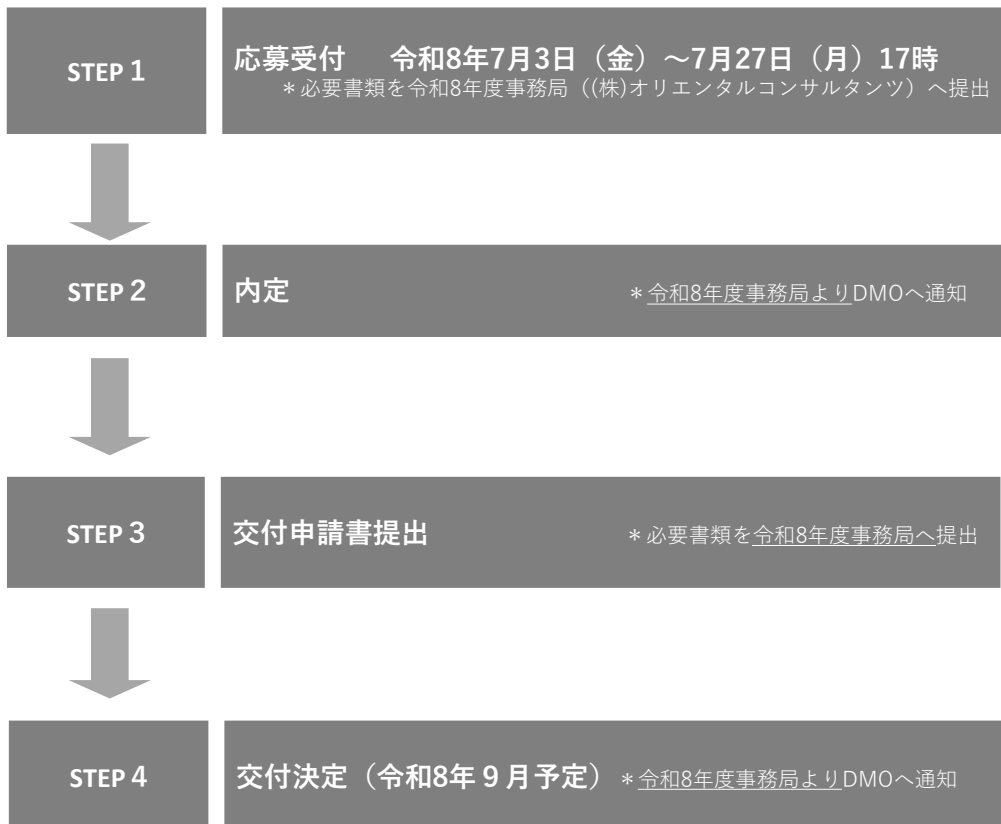 STEP 1
応募受付　令和8年7月3日（金）～7月27日（月）17時
＊必要書類を令和8年度事務局（(株)オリエンタルコンサルタンツ）へ提出
STEP 2
内定　＊令和8年度事務局よりDMOへ通知
STEP 3
交付申請書提出　＊必要書類を令和8年度事務局へ提出
STEP 4
交付決定（令和8年９月予定）＊令和8年度事務局よりDMOへ通知